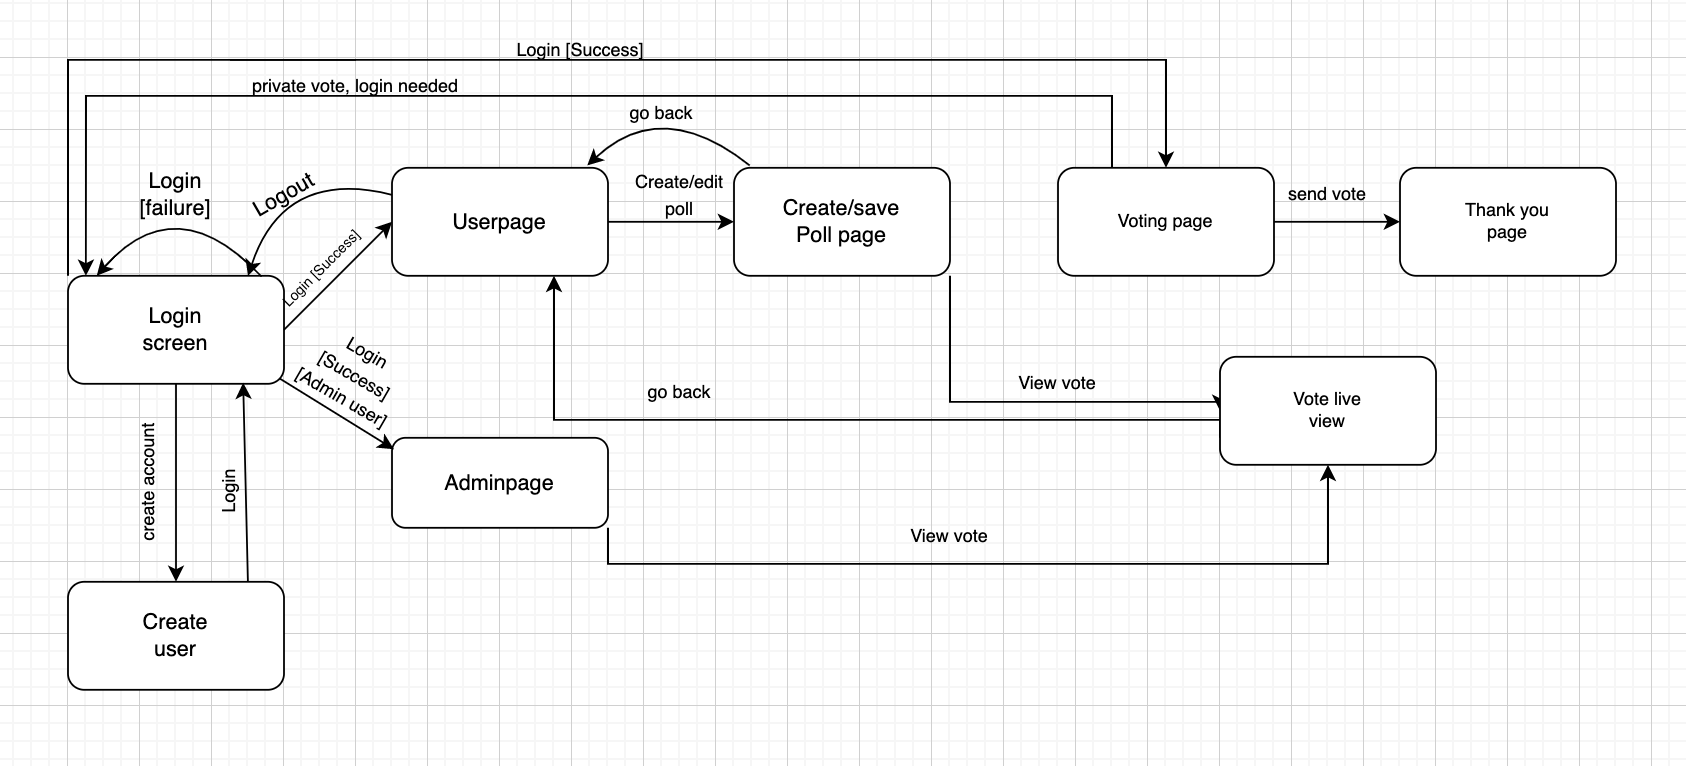 Login [Success]
private vote, login needed
go back
Login
[failure]
Logout
Login [Success]
Userpage
Create/edit
poll
Create/save
Poll page
Voting page
send vote
Thank you
page
Login
screen
Login
[Success]
[Admin user]
go back
View vote
Vote live
view
create account
Login
Adminpage
View vote
Create
user